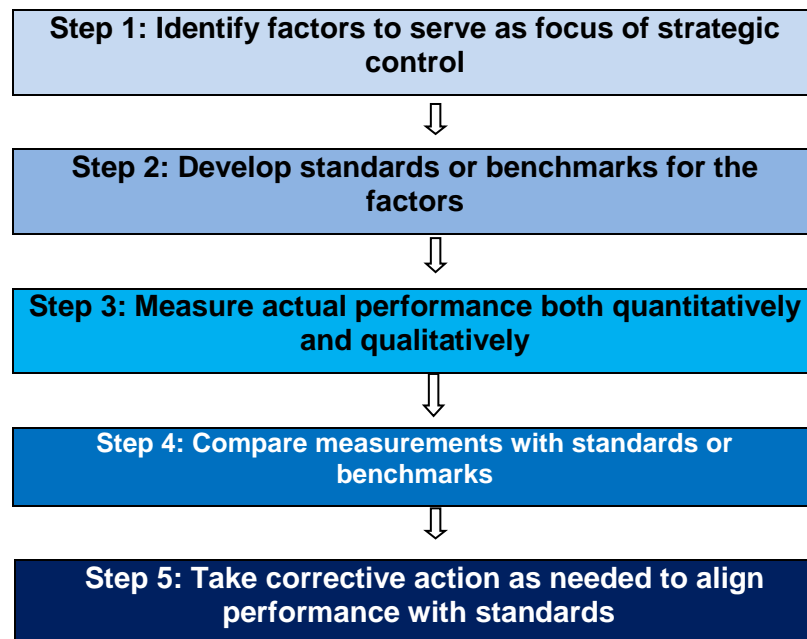 Step 1: Identify factors to serve as focus of strategic
control
Step 2: Develop standards or benchmarks for the
factors
Step 3: Measure actual performance both quantitatively
and qualitatively
Step 4: Compare measurements with standards or
benchmarks
Step 5: Take corrective action as needed to align
performance with standards